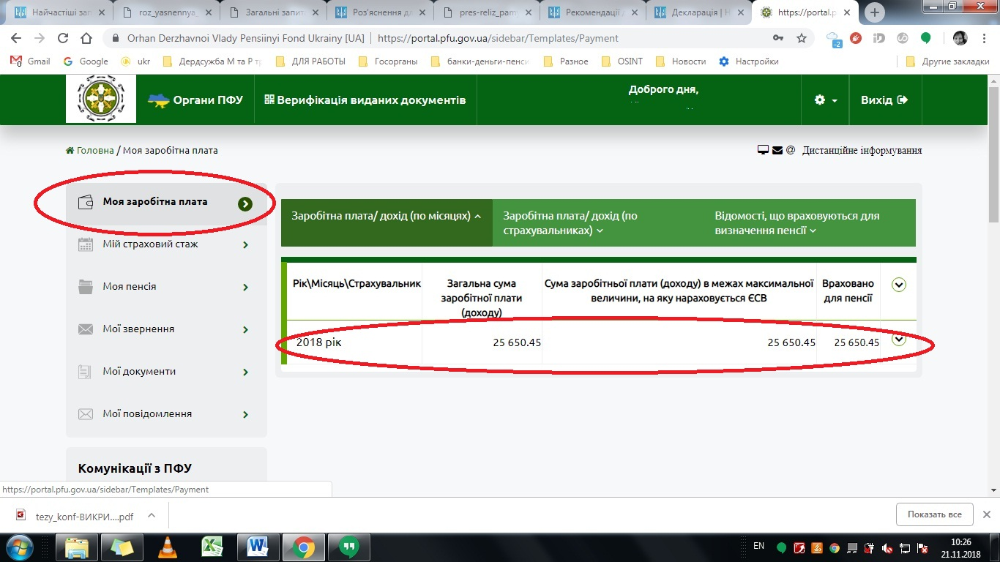 Найчастіші зап
roz_yasnennya_
Загальні запит
Роз'яснення дл
pres-reliz_pam
Рекомендації д
Декларація | Н
https://portal.p
Orhan Derzhavnoi Vlady Pensiinyi Fond Ukrainy [UA] | https://portal.pfu.gov.ua/sidebar/Templates/Payment
-2
Gmail
Google
ukr
Дердсужба М та Р тр
ДЛЯ РАБОТЫ
Госорганы
банки-деньги-пенси
Разное
OSINT
Новости
Настройки
Другие закладки
Органи ПФУ
Верифікація виданих документів
Доброго дня,
Вихід
Головна / Моя заробітна плата
@ Дистанційне інформування
Моя заробітна плата
Мій страховий стаж
Моя пенсія
Мої звернення
Мої документи
Мої повідомлення
Комунікації з ПФУ
Заробітна плата/ дохід (по місяцях)
Заробітна плата/ дохід (по
страхувальниках)
Відомості, що враховуються для
визначення пенсії
Рік\Місяць\Страхувальник
Загальна сума
заробітної плати
(доходу)
Сума заробітньої плати (доходу) в межах максимальної
величини, на яку нараховується ЄСВ
Враховано
для пенсії
2018 рік
25 650.45
25 650.45
25 650.45
https://portal.pfu.gov.ua/sidebar/Templates/Payment
tezy_konf-ВИКРИ....pdf
Показать все
EN
10:26
21.11.2018